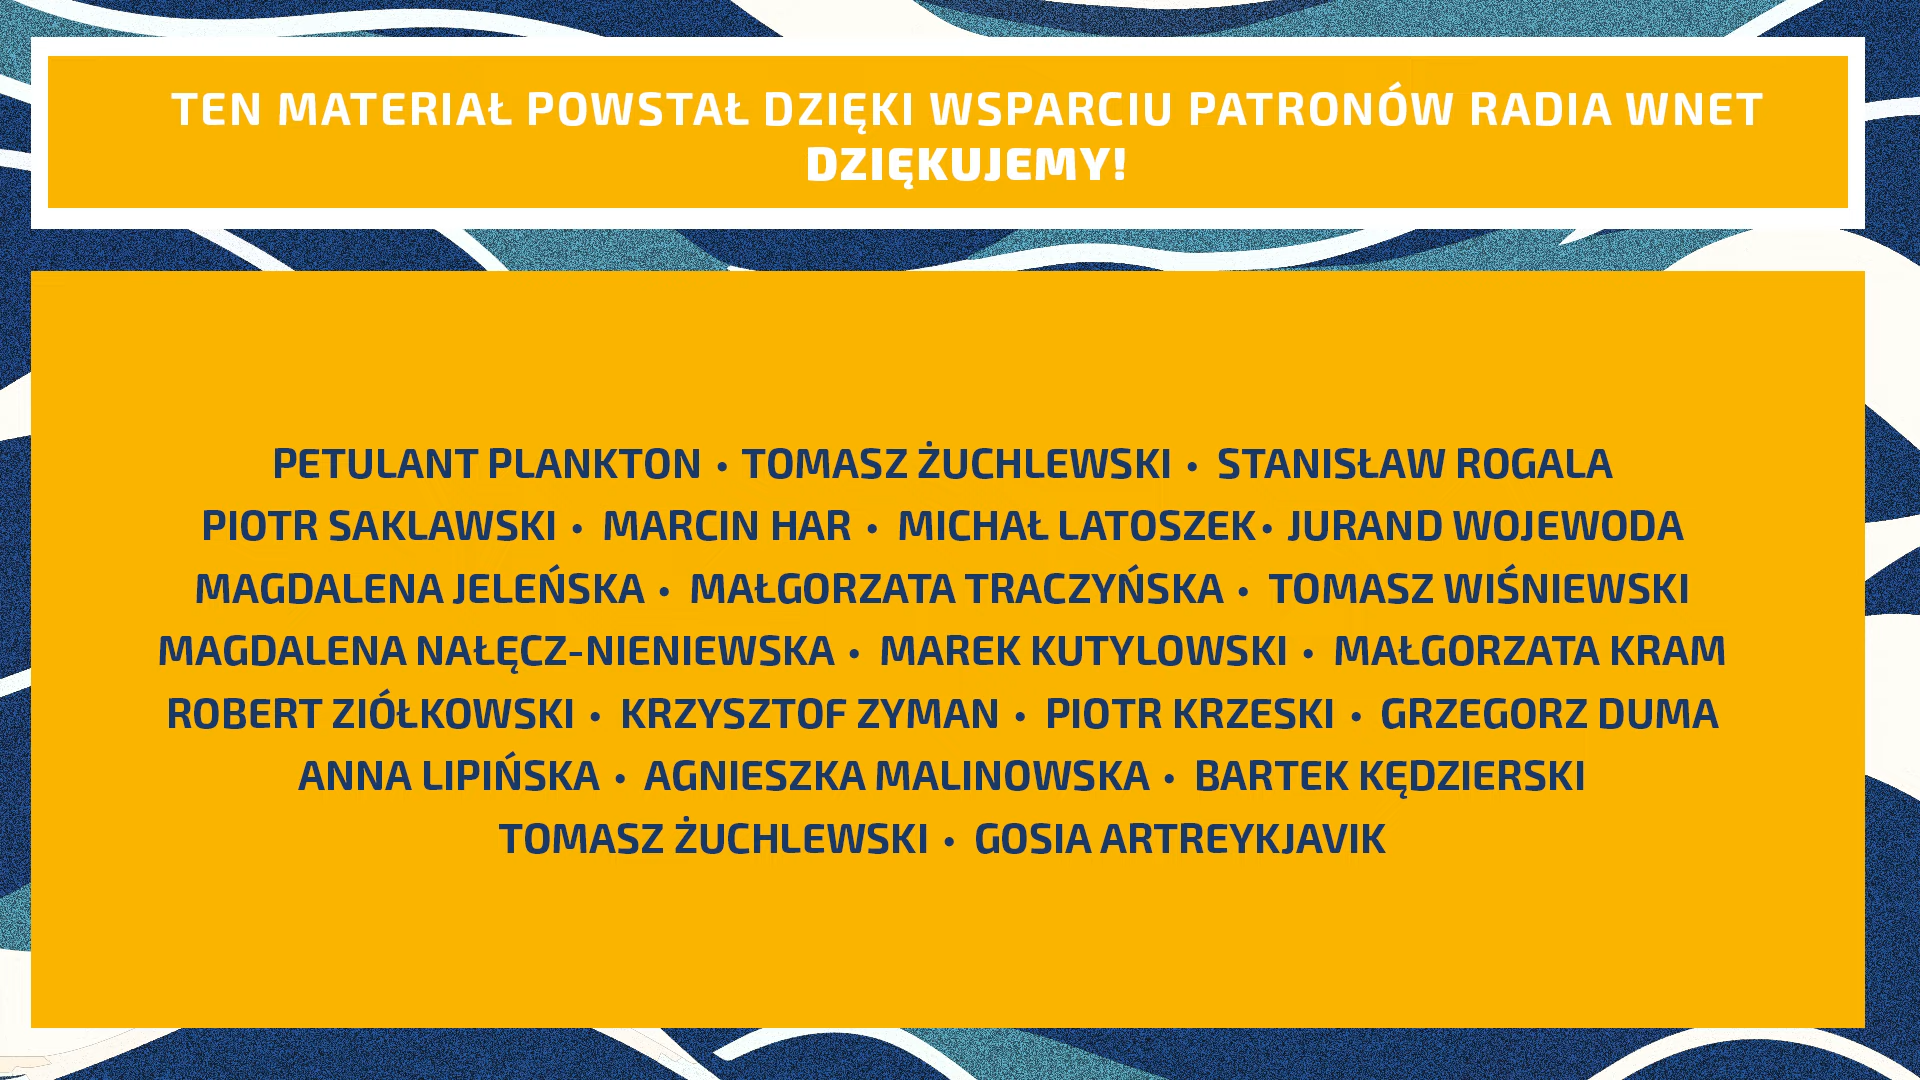 TEN MATERIAŁ POWSTAŁ DZIĘKI WSPARCIU PATRONÓW RADIA WNET
DZIĘKUJEMY!
PETULANT PLANKTON • TOMASZ ŻUCHLEWSKI • STANISŁAW ROGALA
PIOTR SAKLAWSKI • MARCIN HAR • MICHAŁ LATOSZEK • JURAND WOJEWODA
MAGDALENA JELEŃSKA • MAŁGORZATA TRACZYŃSKA • TOMASZ WIŚNIEWSKI
MAGDALENA NAŁĘCZ-NIENIEWSKA • MAREK KUTYLOWSKI • MAŁGORZATA KRAM
ROBERT ZIÓŁKOWSKI • KRZYSZTOF ZYMAN • PIOTR KRZESKI • GRZEGORZ DUMA
ANNA LIPIŃSKA • AGNIESZKA MALINOWSKA • BARTEK KĘDZIERSKI
TOMASZ ŻUCHLEWSKI • GOSIA ARTREYKJAVIK